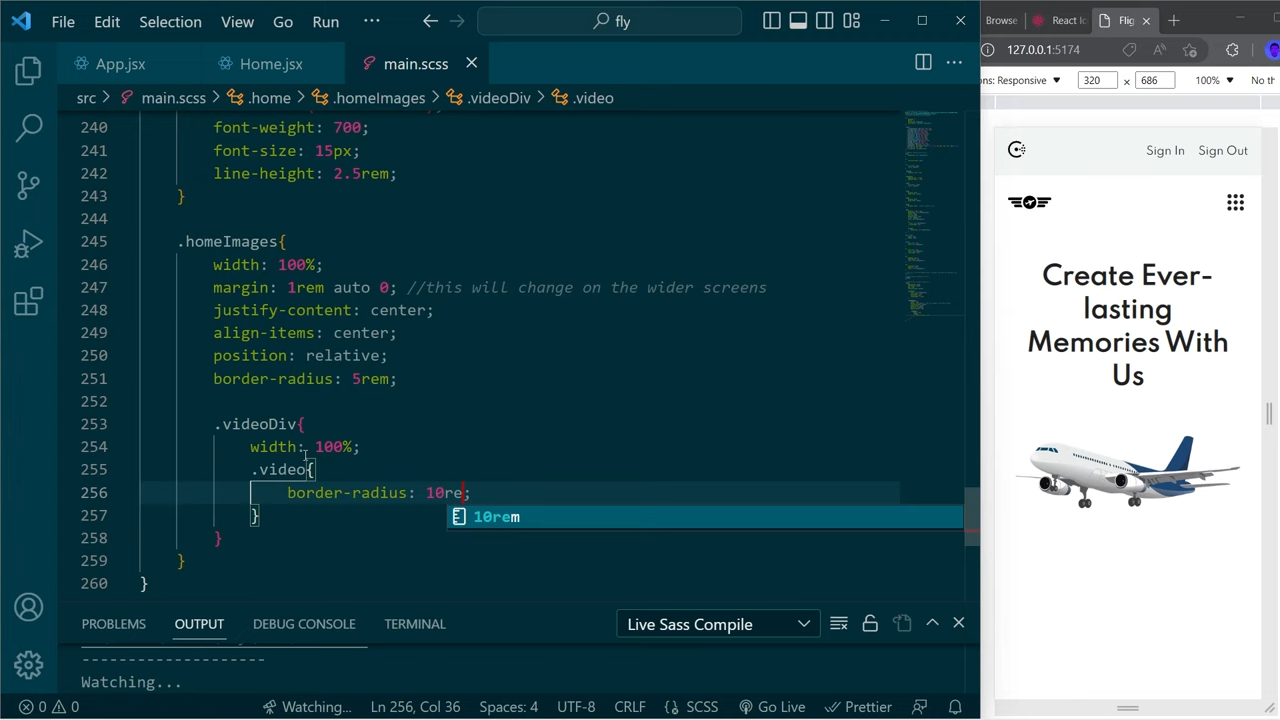 File Edit Selection View Go Run ··· fly
Browse React Ic Flig
App.jsx Home.jsx main.scss
127.0.0.1:5174
ns: Responsive 320 × 686 100% No th
src > main.scss > .home > .homeImages > .videoDiv > .video
240
241
242
243
244
245
246
247
248
249
250
251
252
253
254
255
256
257
258
259
260
font-weight: 700;
font-size: 15px;
line-height: 2.5rem;
}
.homeImages{
width: 100%;
margin: 1rem auto 0; //this will change on the wider screens
justify-content: center;
align-items: center;
position: relative;
border-radius: 5rem;
.videoDiv{
width: 100%;
.video{
border-radius: 10re;
}
}
}
}
10rem
Sign In Sign Out
Create Ever-
lasting
Memories With
Us
PROBLEMS OUTPUT DEBUG CONSOLE TERMINAL
Live Sass Compile
--------------------
Watching...
0 0 Watching... Ln 256, Col 36 Spaces: 4 UTF-8 CRLF SCSS Go Live Prettier